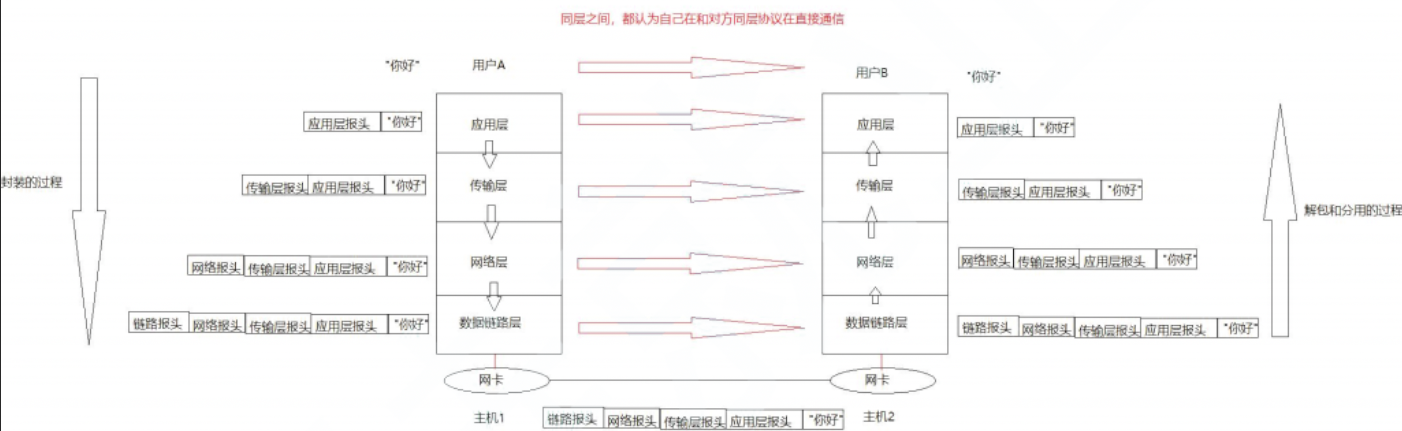 同层之间，都认为自己在和对方同层协议在直接通信
"你好" 用户A 用户B "你好"
应用层报头 "你好" 应用层 应用层 应用层报头 "你好"
封装的过程 传输层报头 应用层报头 "你好" 传输层 传输层 传输层报头 应用层报头 "你好" 解包和分用的过程
网络报头 传输层报头 应用层报头 "你好" 网络层 网络层 网络报头 传输层报头 应用层报头 "你好"
链路报头 网络报头 传输层报头 应用层报头 "你好" 数据链路层 数据链路层 链路报头 网络报头 传输层报头 应用层报头 "你好"
网卡 网卡
主机1 链路报头 网络报头 传输层报头 应用层报头 "你好" 主机2